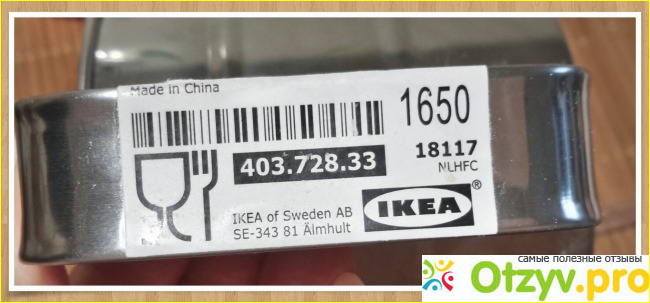 Made in China
1650
403.728.33
18117
NLHFC
IKEA of Sweden AB
SE-343 81 Älmhult
IKEA®
самые полезные отзывы
Otzyv.pro